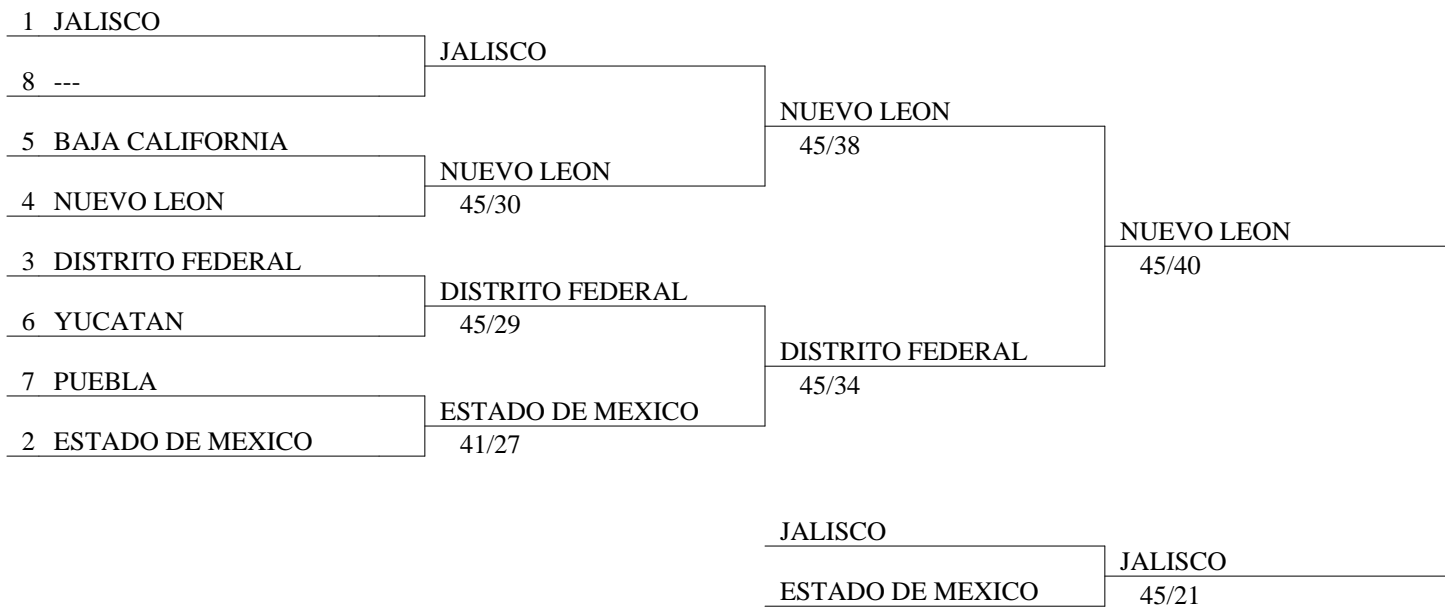 1 JALISCO
JALISCO
8 ---
NUEVO LEON
45/38
5 BAJA CALIFORNIA
NUEVO LEON
45/30
4 NUEVO LEON
NUEVO LEON
45/40
3 DISTRITO FEDERAL
DISTRITO FEDERAL
45/29
6 YUCATAN
DISTRITO FEDERAL
45/34
7 PUEBLA
ESTADO DE MEXICO
41/27
2 ESTADO DE MEXICO
JALISCO
JALISCO
45/21
ESTADO DE MEXICO